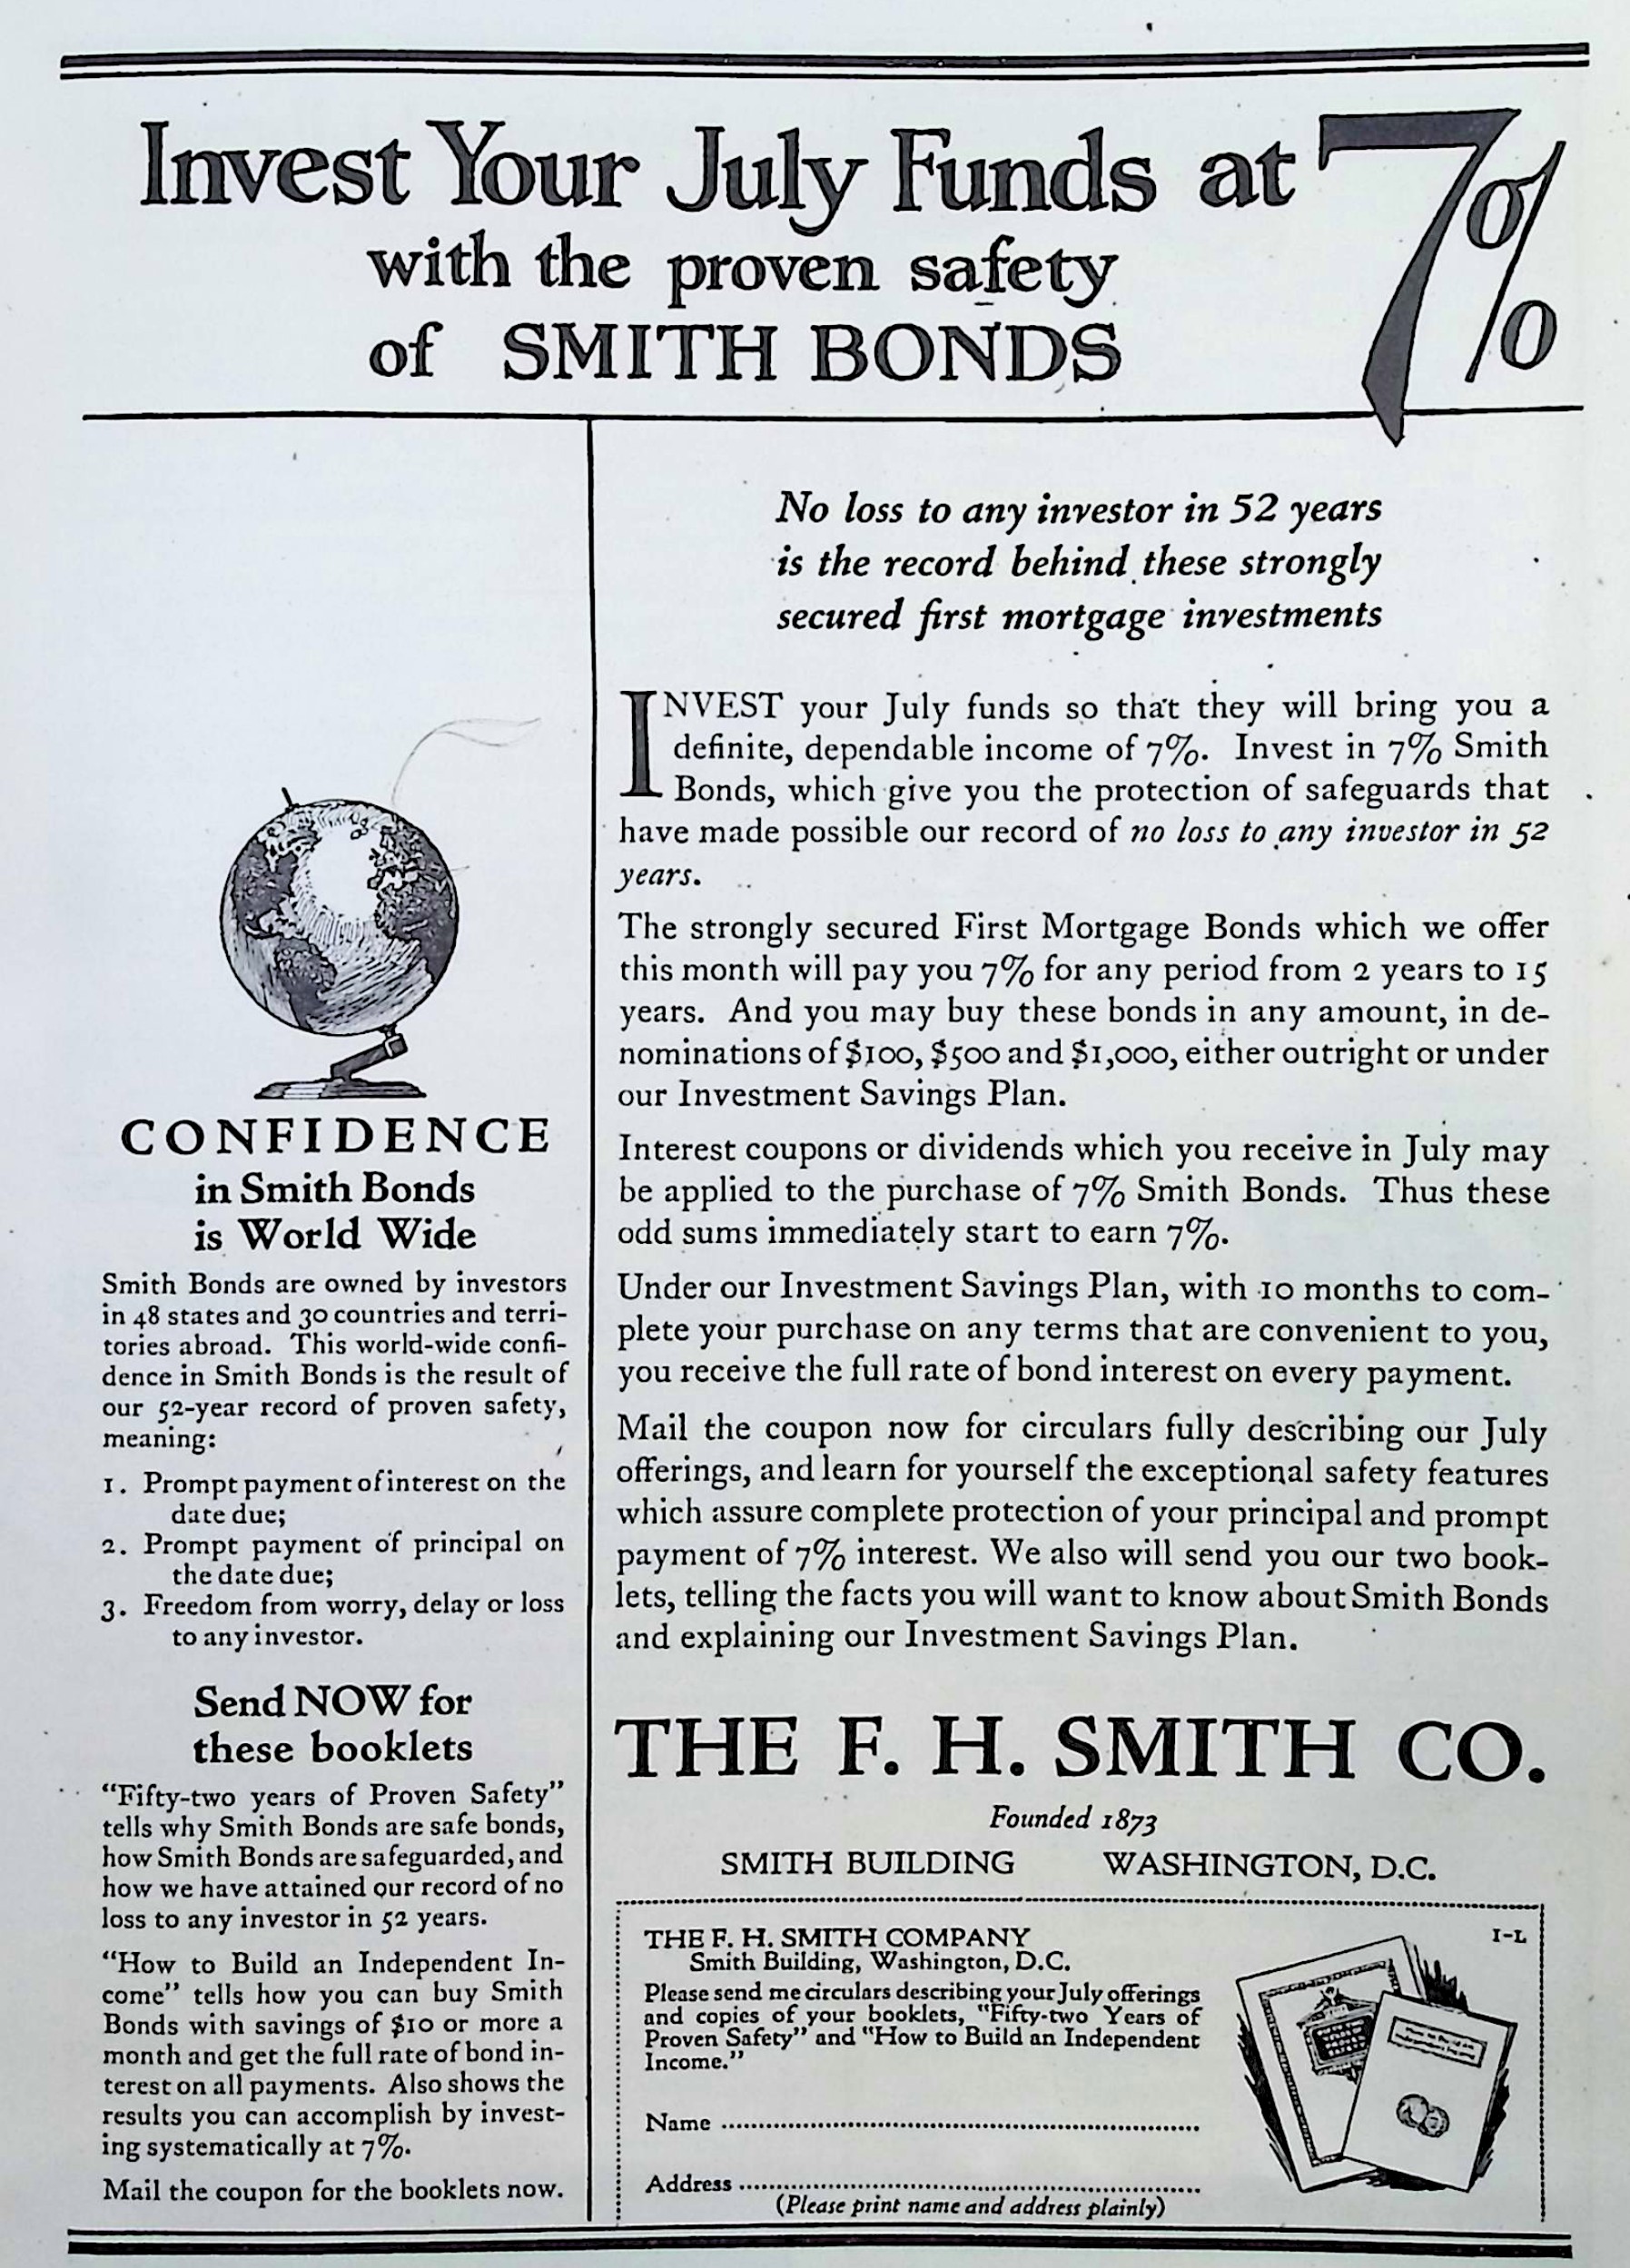 Invest Your July Funds at 7%
with the proven safety
of SMITH BONDS
CONFIDENCE
in Smith Bonds
is World Wide
Smith Bonds are owned by investors
in 48 states and 30 countries and terri-
tories abroad. This world-wide confi-
dence in Smith Bonds is the result of
our 52-year record of proven safety,
meaning:
1. Prompt payment of interest on the
date due;
2. Prompt payment of principal on
the date due;
3. Freedom from worry, delay or loss
to any investor.
Send NOW for
these booklets
"Fifty-two years of Proven Safety"
tells why Smith Bonds are safe bonds,
how Smith Bonds are safeguarded, and
how we have attained our record of no
loss to any investor in 52 years.
"How to Build an Independent In-
come" tells how you can buy Smith
Bonds with savings of $10 or more a
month and get the full rate of bond in-
terest on all payments. Also shows the
results you can accomplish by invest-
ing systematically at 7%.
Mail the coupon for the booklets now.
No loss to any investor in 52 years
is the record behind these strongly
secured first mortgage investments
INVEST your July funds so that they will bring you a
definite, dependable income of 7%. Invest in 7% Smith
Bonds, which give you the protection of safeguards that
have made possible our record of no loss to any investor in 52
years.
The strongly secured First Mortgage Bonds which we offer
this month will pay you 7% for any period from 2 years to 15
years. And you may buy these bonds in any amount, in de-
nominations of $100, $500 and $1,000, either outright or under
our Investment Savings Plan.
Interest coupons or dividends which you receive in July may
be applied to the purchase of 7% Smith Bonds. Thus these
odd sums immediately start to earn 7%.
Under our Investment Savings Plan, with 10 months to com-
plete your purchase on any terms that are convenient to you,
you receive the full rate of bond interest on every payment.
Mail the coupon now for circulars fully describing our July
offerings, and learn for yourself the exceptional safety features
which assure complete protection of your principal and prompt
payment of 7% interest. We also will send you our two book-
lets, telling the facts you will want to know about Smith Bonds
and explaining our Investment Savings Plan.
THE F. H. SMITH CO.
Founded 1873
SMITH BUILDING WASHINGTON, D.C.
THE F. H. SMITH COMPANY
Smith Building, Washington, D.C.
1-L
Please send me circulars describing your July offerings
and copies of your booklets, "Fifty-two Years of
Proven Safety" and "How to Build an Independent
Income."
Name
Address
(Please print name and address plainly)